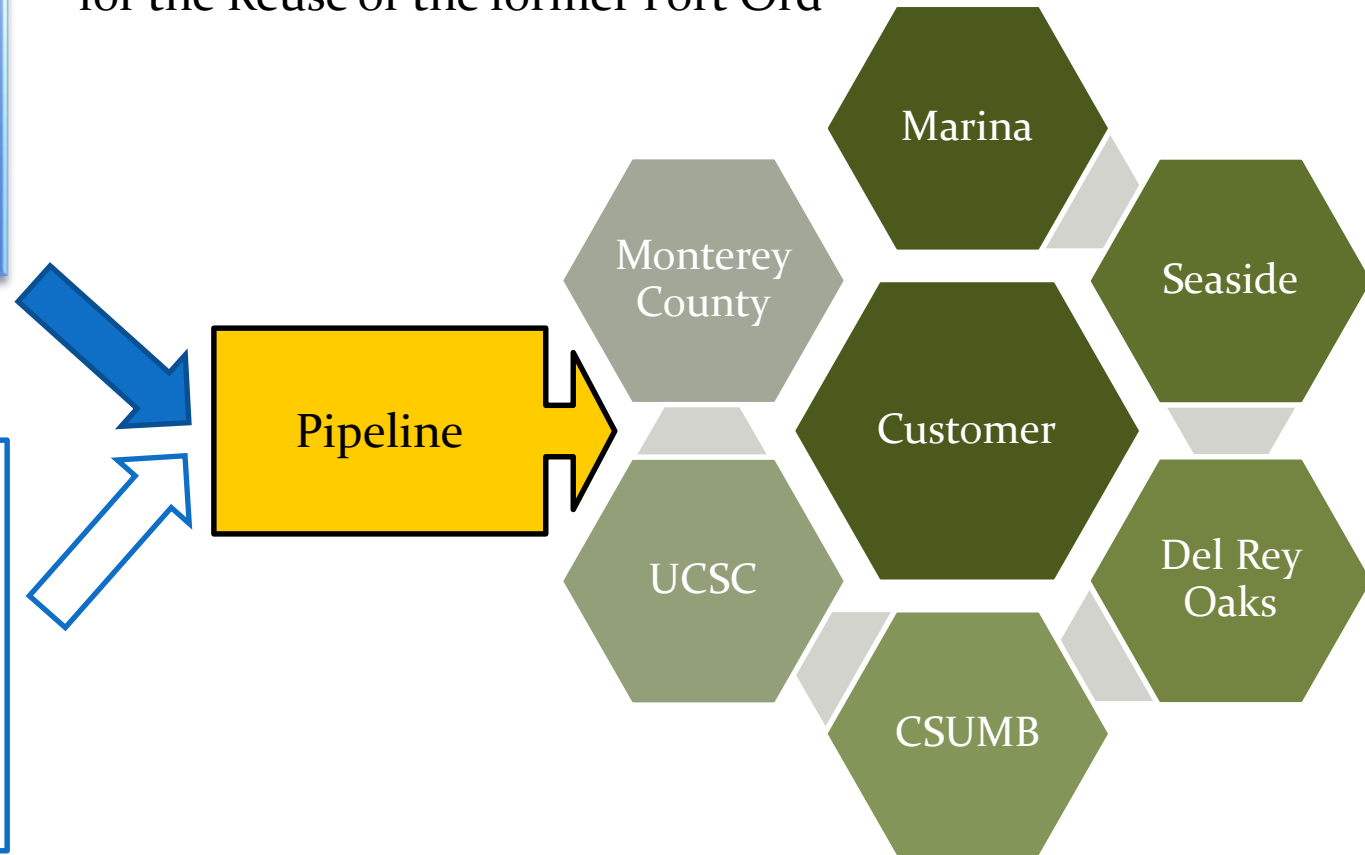 for the Reuse of the former Fort Ord
Marina
Monterey
County
Seaside
Pipeline
Customer
Del Rey
Oaks
UCSC
CSUMB